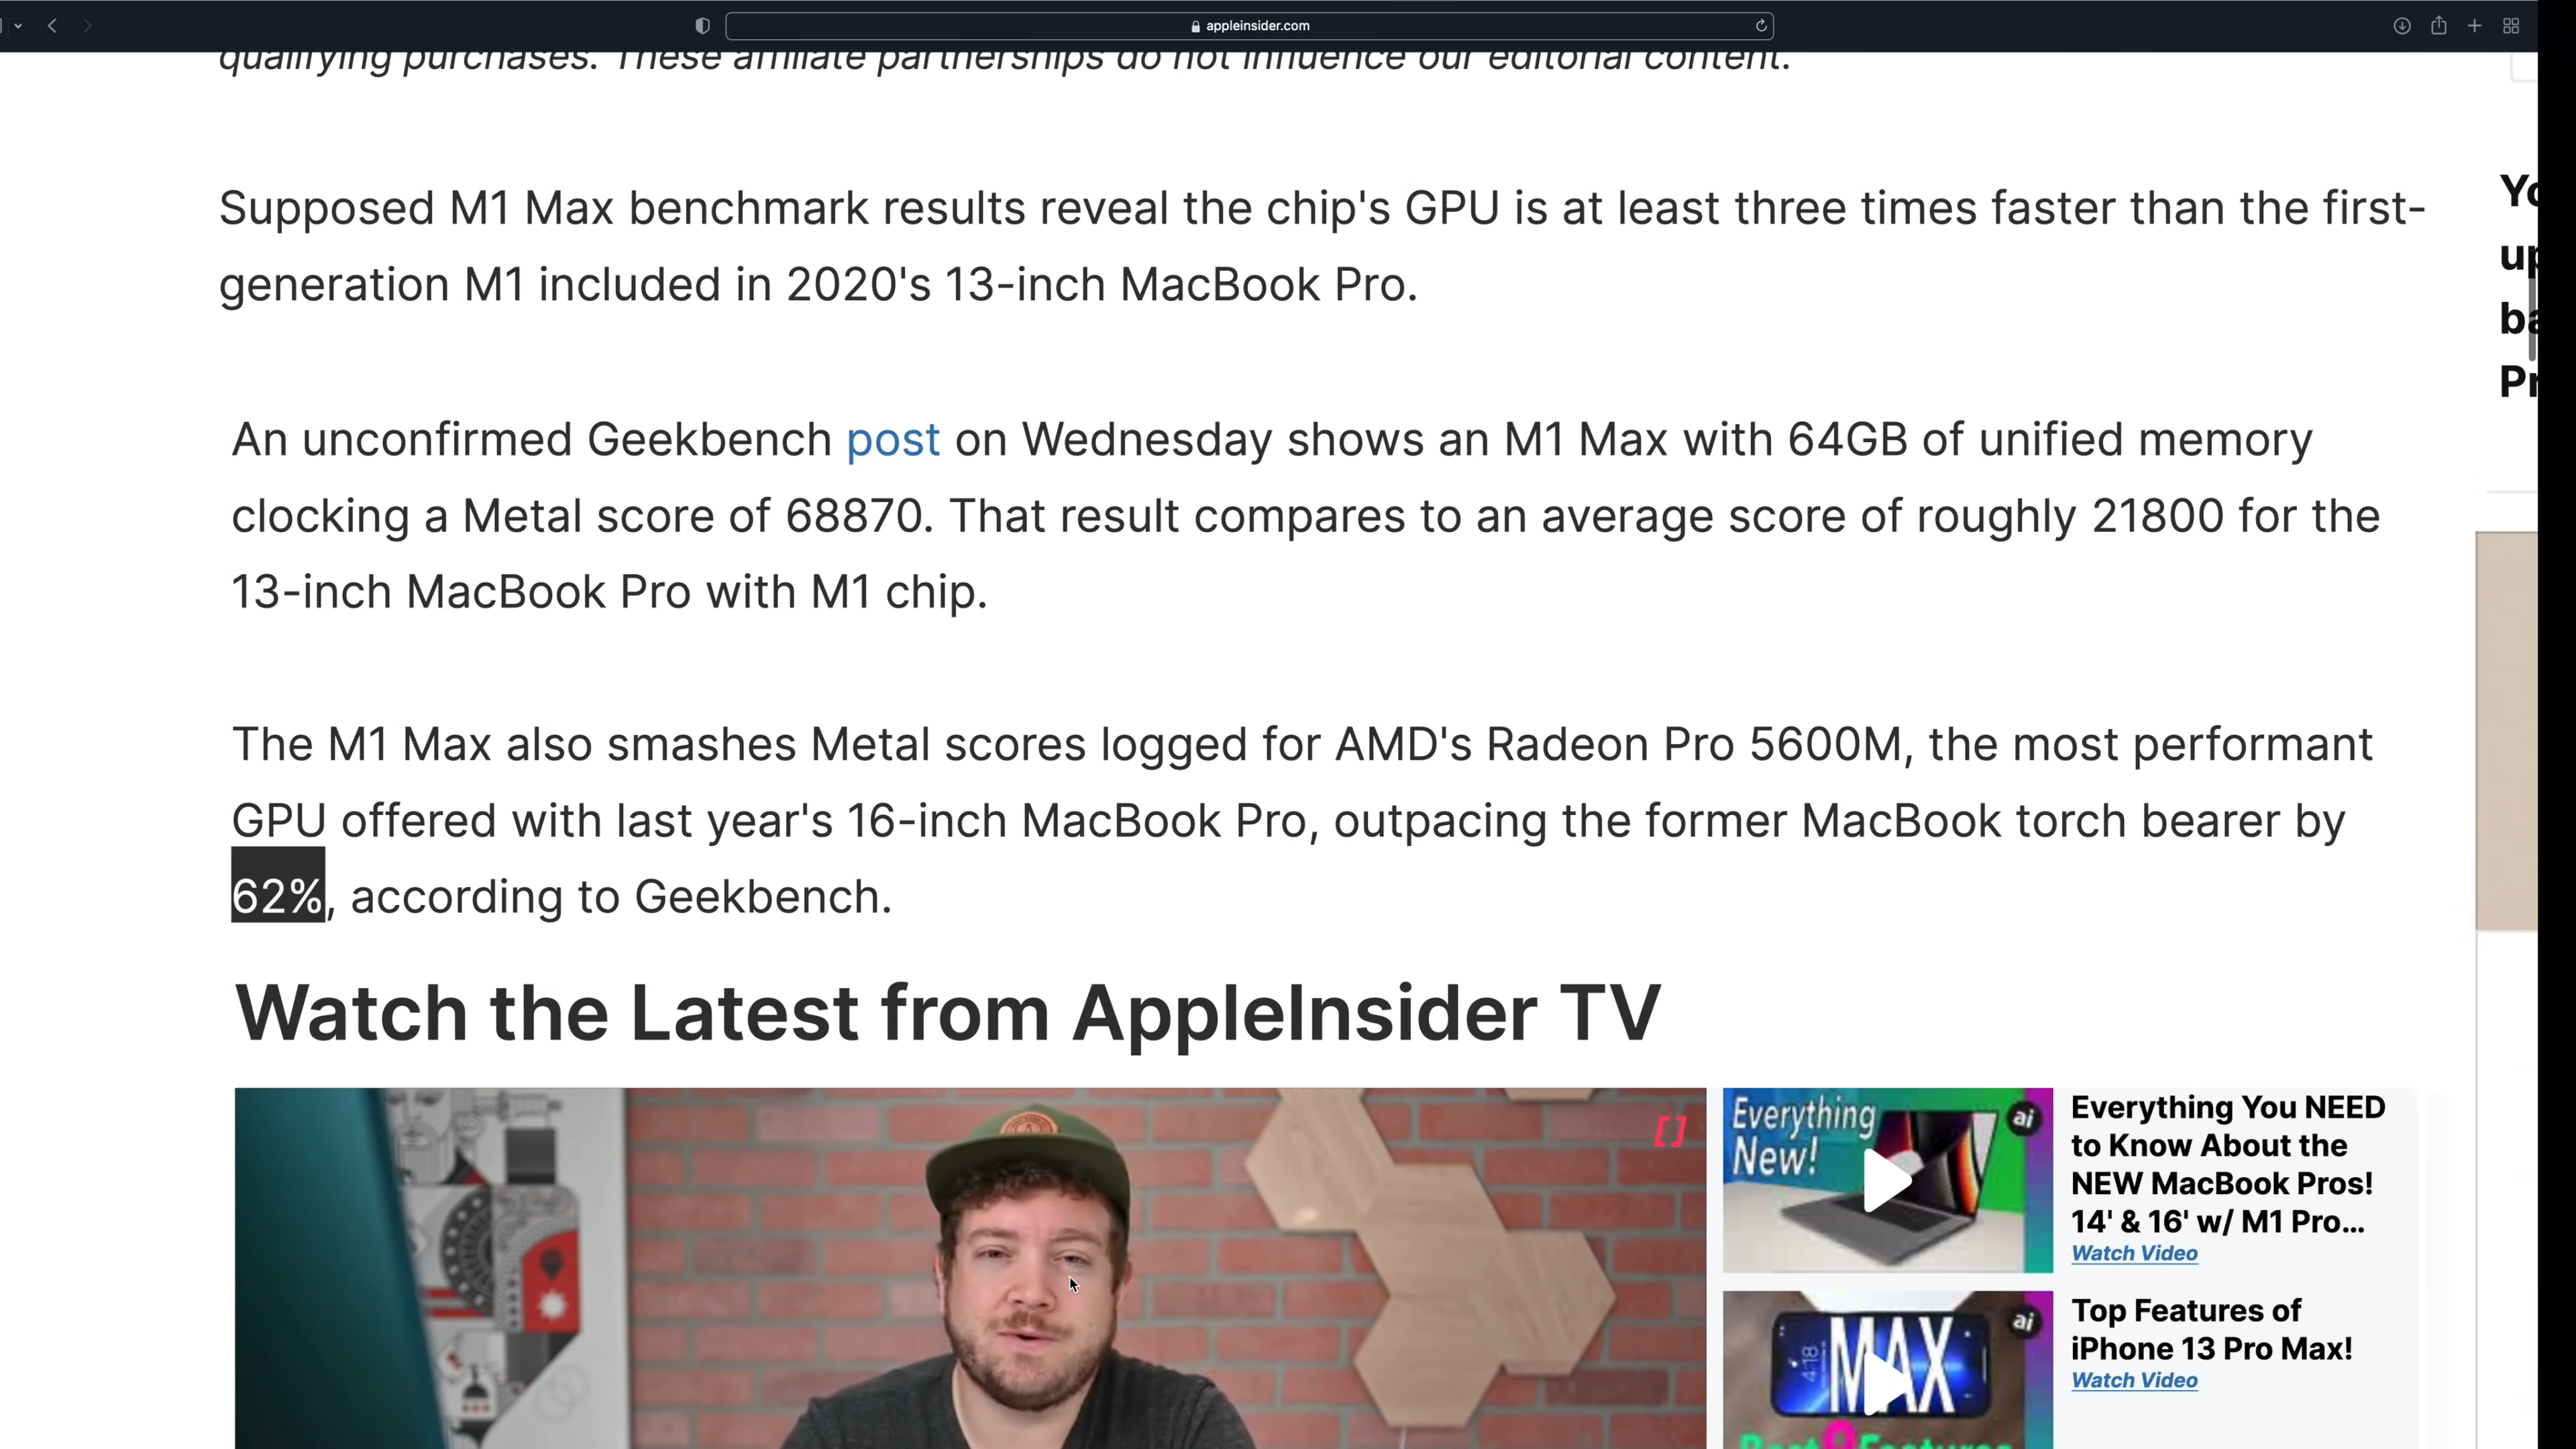 appleinsider.com
qualifying purchases. These affiliate partnerships do not influence our editorial content.
Supposed M1 Max benchmark results reveal the chip's GPU is at least three times faster than the first-
generation M1 included in 2020's 13-inch MacBook Pro.
An unconfirmed Geekbench post on Wednesday shows an M1 Max with 64GB of unified memory
clocking a Metal score of 68870. That result compares to an average score of roughly 21800 for the
13-inch MacBook Pro with M1 chip.
The M1 Max also smashes Metal scores logged for AMD's Radeon Pro 5600M, the most performant
GPU offered with last year's 16-inch MacBook Pro, outpacing the former MacBook torch bearer by
62%, according to Geekbench.
Watch the Latest from AppleInsider TV
Everything
New!
ai
Everything You NEED
to Know About the
NEW MacBook Pros!
14' & 16' w/ M1 Pro...
Watch Video
4:18
MAX
ai
Top Features of
iPhone 13 Pro Max!
Watch Video